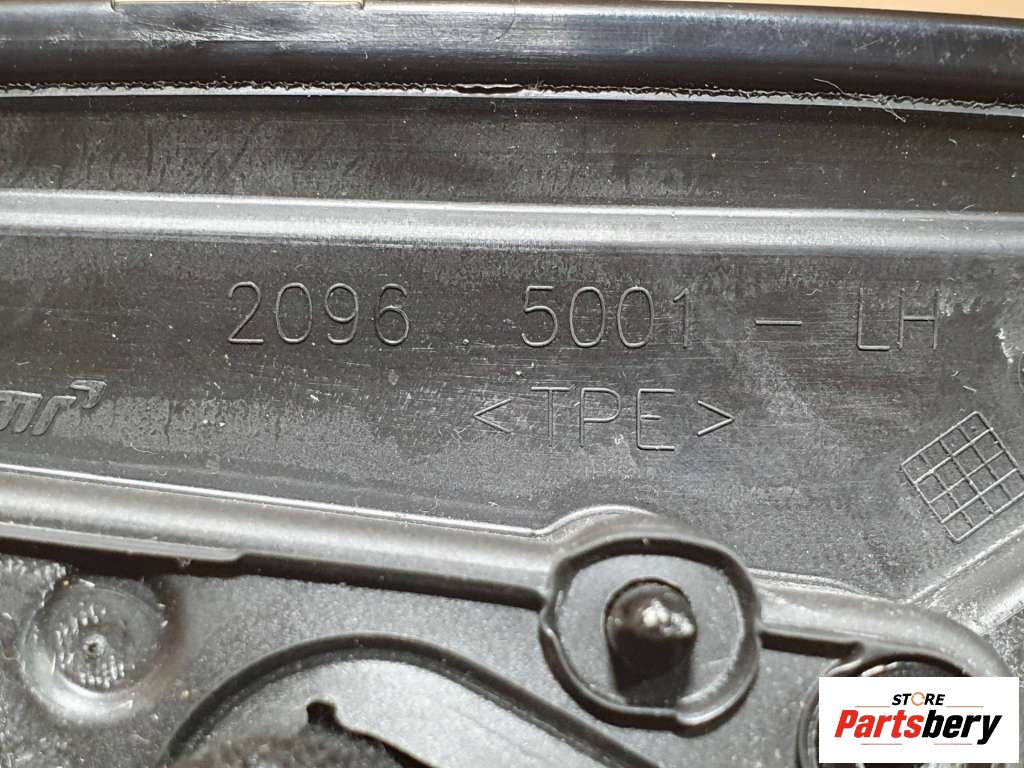 2096 5001 - LH
<TPE>
STORE
Partsbery